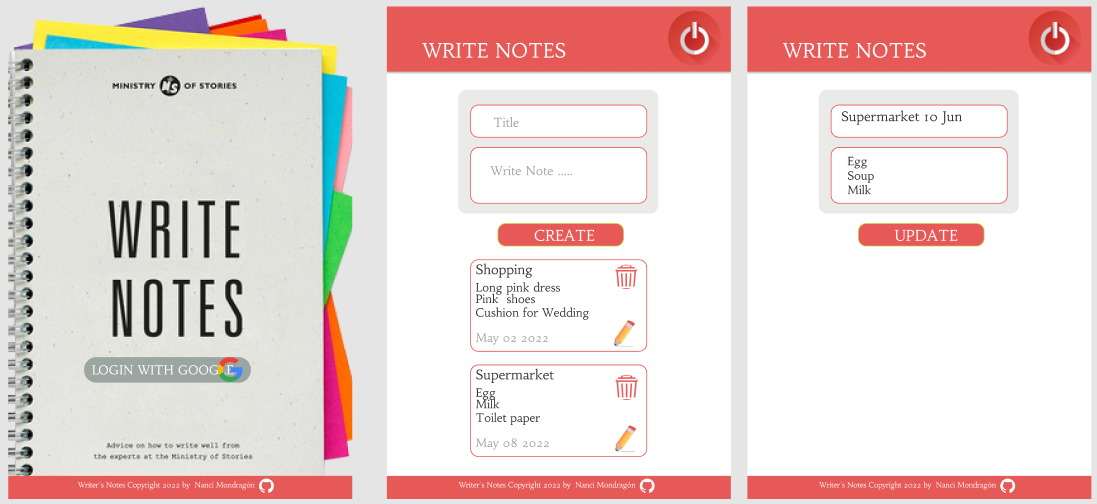 MINISTRY NS OF STORIES
WRITE
NOTES
LOGIN WITH GOOGLE
Advice on how to write well from
the experts at the Ministry of Stories
Writer's Notes Copyright 2022 by Nanci Mondragón
WRITE NOTES
Title
Write Note .....
CREATE
Shopping
Long pink dress
Pink shoes
Cushion for Wedding
May 02 2022
Supermarket
Egg
Milk
Toilet paper
May 08 2022
Writer's Notes Copyright 2022 by Nanci Mondragón
WRITE NOTES
Supermarket 10 Jun
Egg
Soup
Milk
UPDATE
Writer's Notes Copyright 2022 by Nanci Mondragón